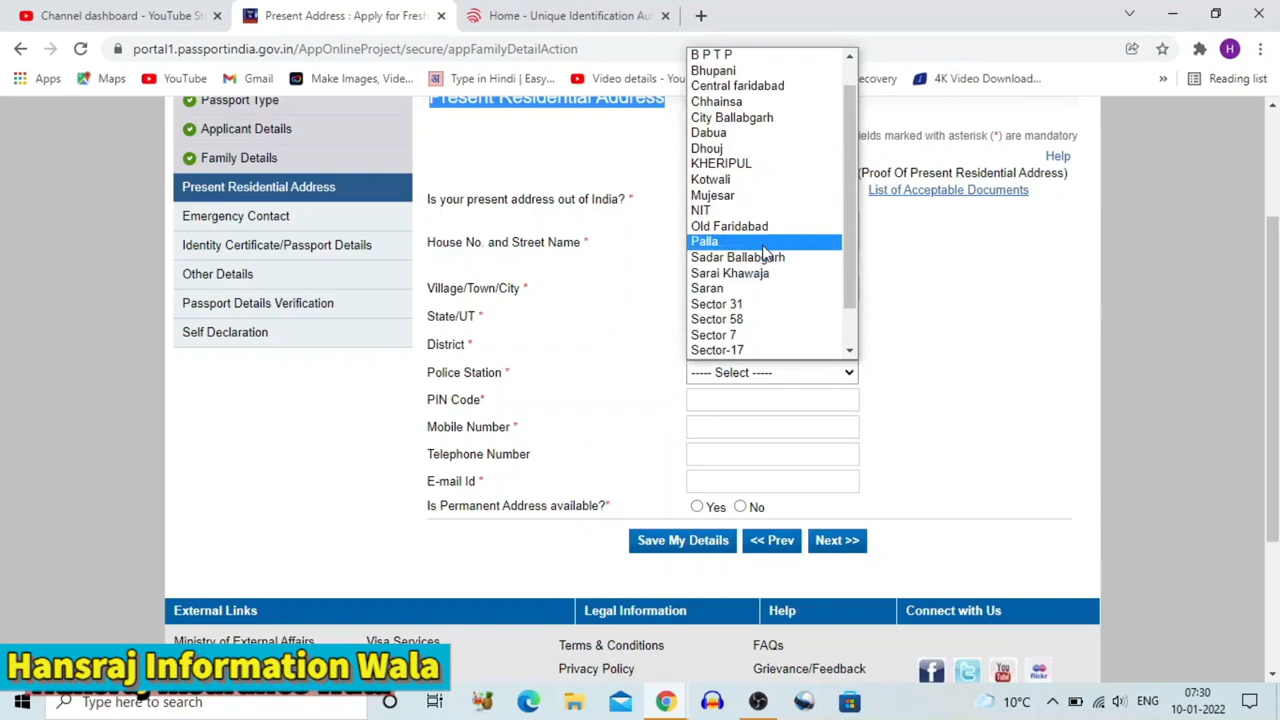 Channel dashboard - YouTube St
Present Address : Apply for Fresh
Home - Unique Identification Aut
portal1.passportindia.gov.in/AppOnlineProject/secure/appFamilyDetailAction
Apps
Maps
YouTube
Gmail
Make Images, Vide...
Type in Hindi | Easy...
Video details - You
ecovery
4K Video Download...
»
Reading list
Passport Type
Applicant Details
Family Details
Present Residential Address
Emergency Contact
Identity Certificate/Passport Details
Other Details
Passport Details Verification
Self Declaration
Present Residential Address
ields marked with asterisk (*) are mandatory
Help
(Proof Of Present Residential Address)
List of Acceptable Documents
Is your present address out of India? *
House No. and Street Name *
Village/Town/City *
State/UT *
District *
Police Station *
----- Select -----
B P T P
Bhupani
Central faridabad
Chhainsa
City Ballabgarh
Dabua
Dhouj
KHERIPUL
Kotwali
Mujesar
NIT
Old Faridabad
Palla
Sadar Ballabgarh
Sarai Khawaja
Saran
Sector 31
Sector 58
Sector 7
Sector-17
PIN Code*
Mobile Number *
Telephone Number
E-mail Id *
Is Permanent Address available?*
Yes No
Save My Details
<< Prev
Next >>
External Links
Legal Information
Help
Connect with Us
Ministry of External Affairs
Visa Services
Terms & Conditions
FAQs
Privacy Policy
Grievance/Feedback
Hansraj Information Wala
Type here to search
10°C
ENG
07:30
10-01-2022